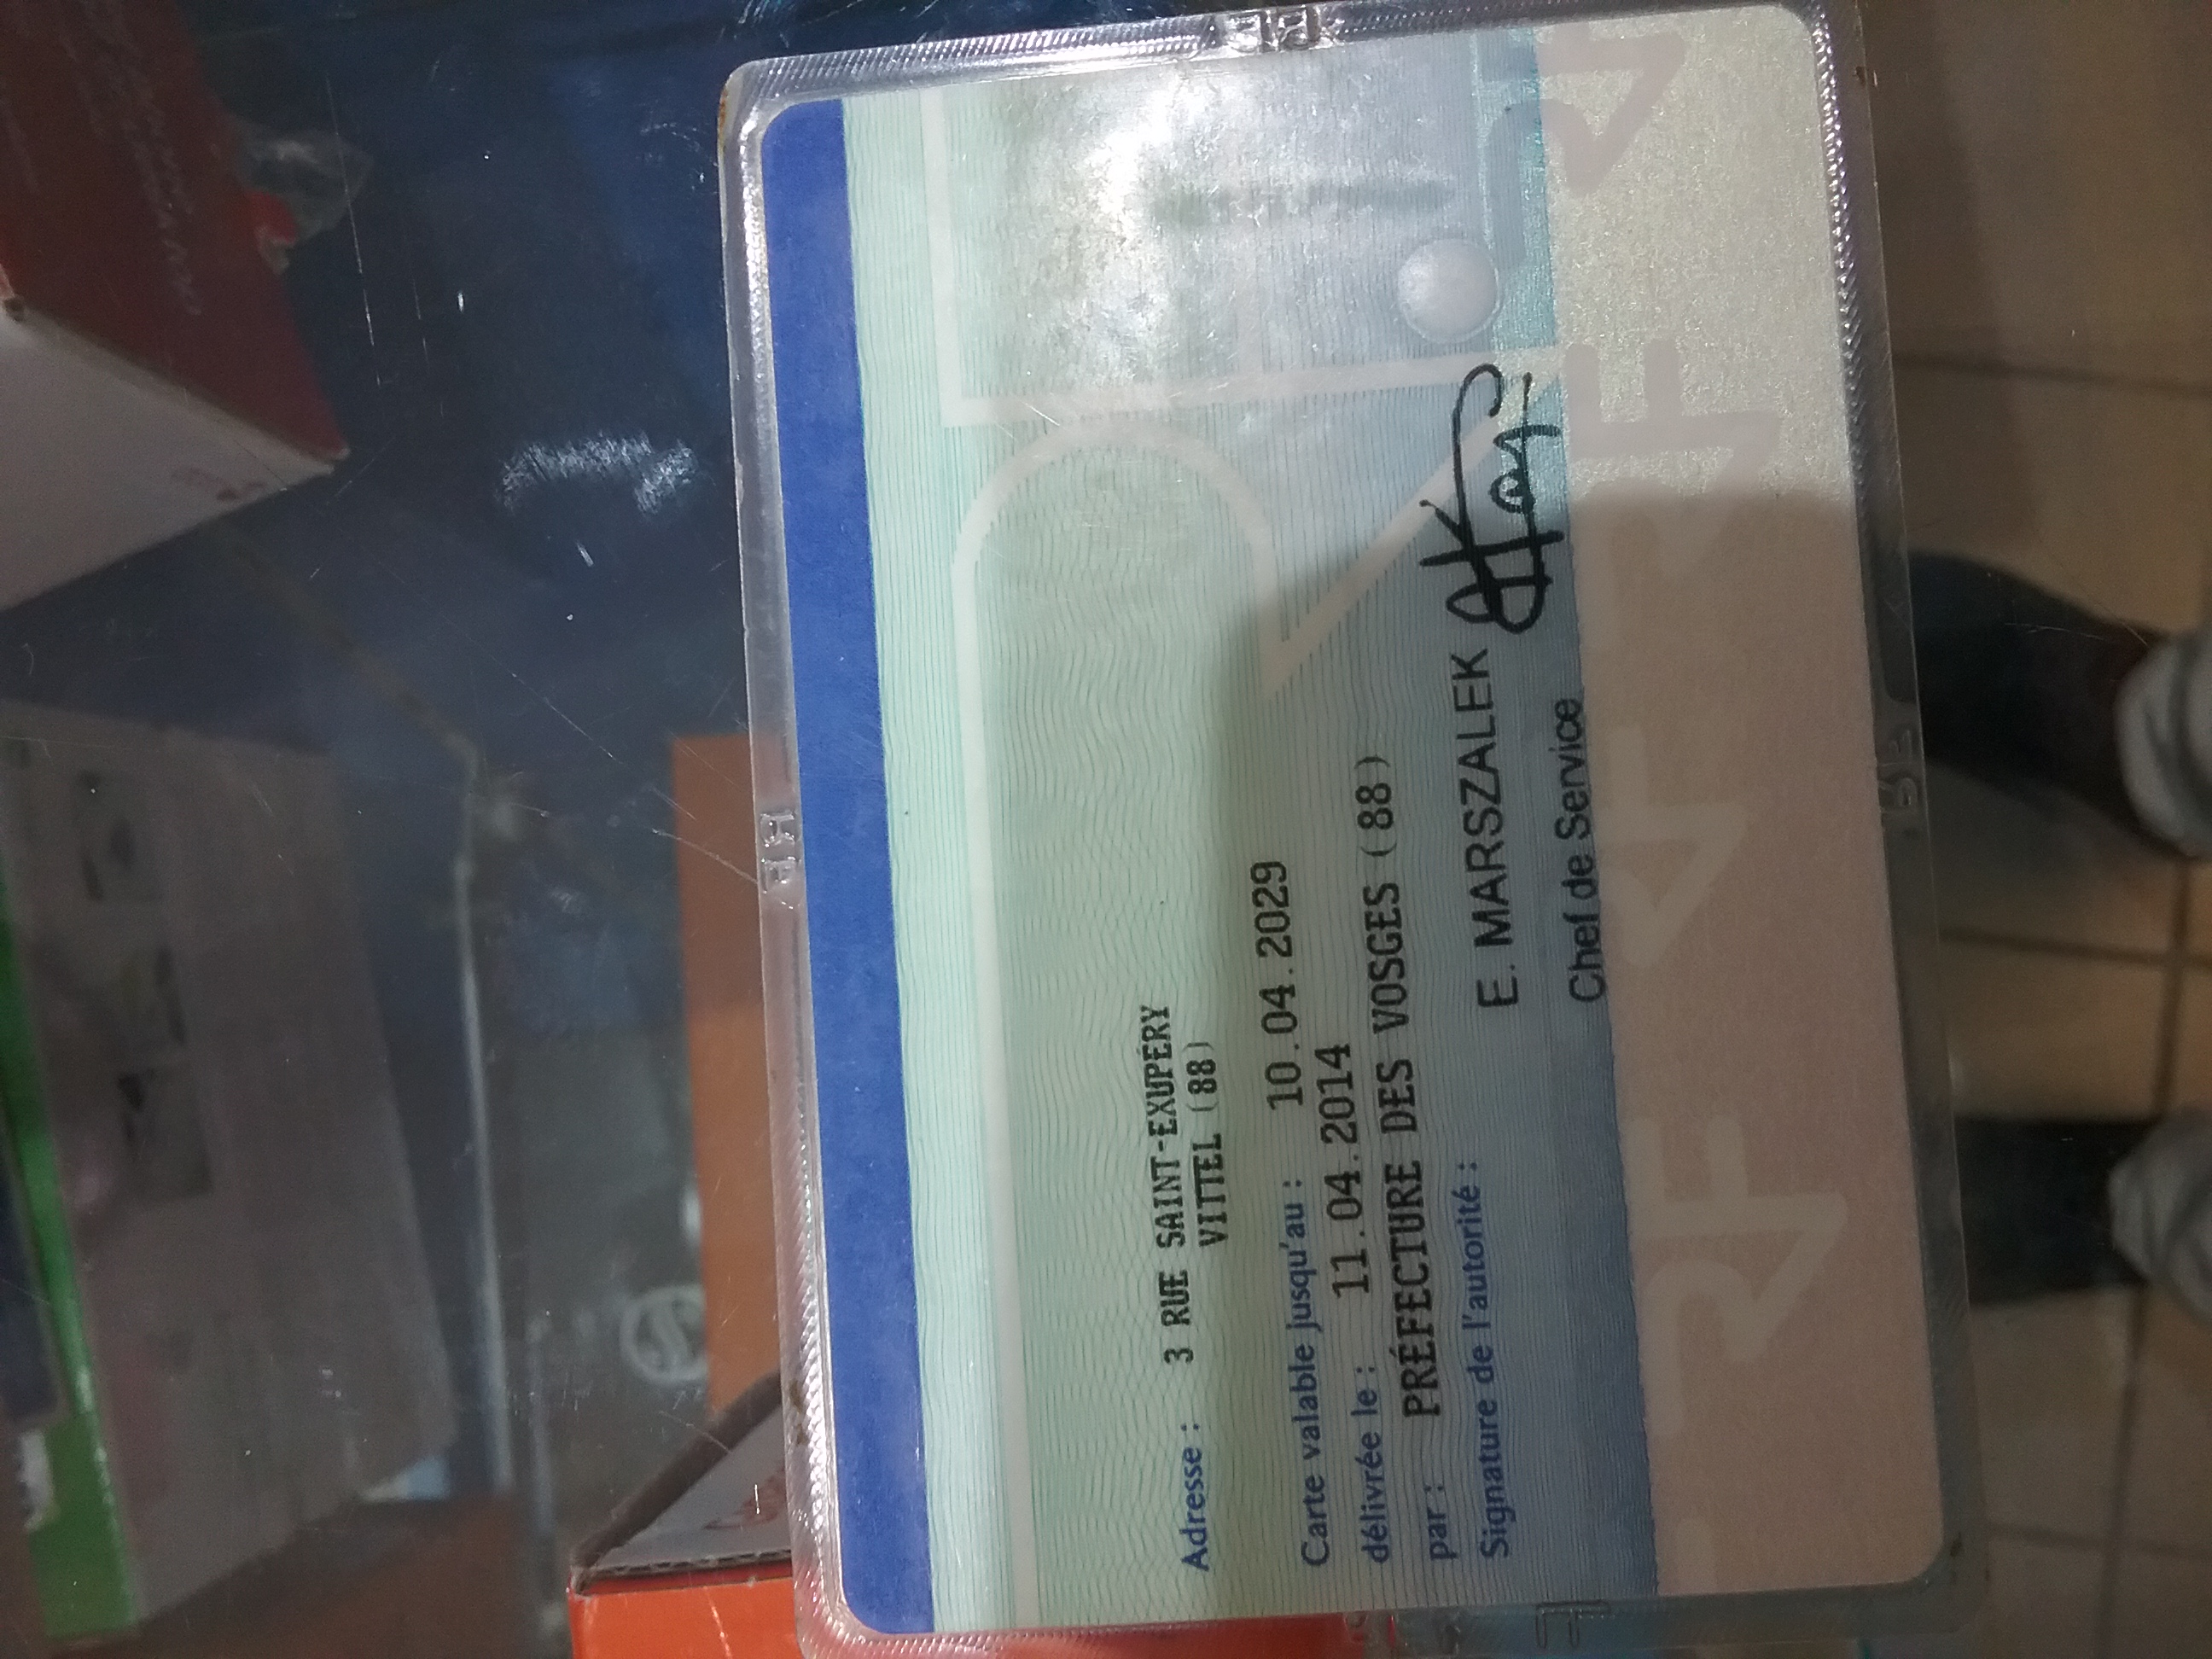 Adresse : 3 RUE SAINT-EXUPÉRY
VITTEL (88)
Carte valable jusqu'au : 10.04.2029
délivrée le : 11.04.2014
par : PRÉFECTURE DES VOSGES (88)
Signature de l'autorité :
E. MARSZALEK
Chef de Service